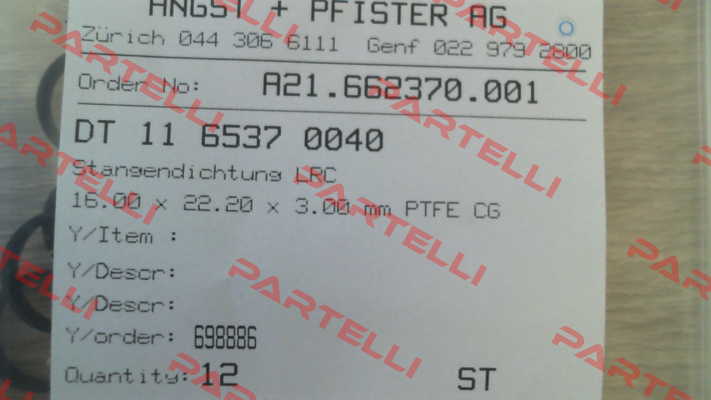 ANGST + PFISTER AG
Zürich 044 306 6111 Genf 022 979 2800
Order No: A21.662370.001
DT 11 6537 0040
Stangendichtung LRC
16.00 x 22.20 x 3.00 mm PTFE CG
Y/Item :
Y/Descr:
Y/Descr:
Y/order: 698886
Quantity: 12 ST
PARTELLI
PARTELLI
PARTELLI
PARTELLI
PARTELLI
PARTELLI
PARTELLI
PARTELLI
PARTELLI